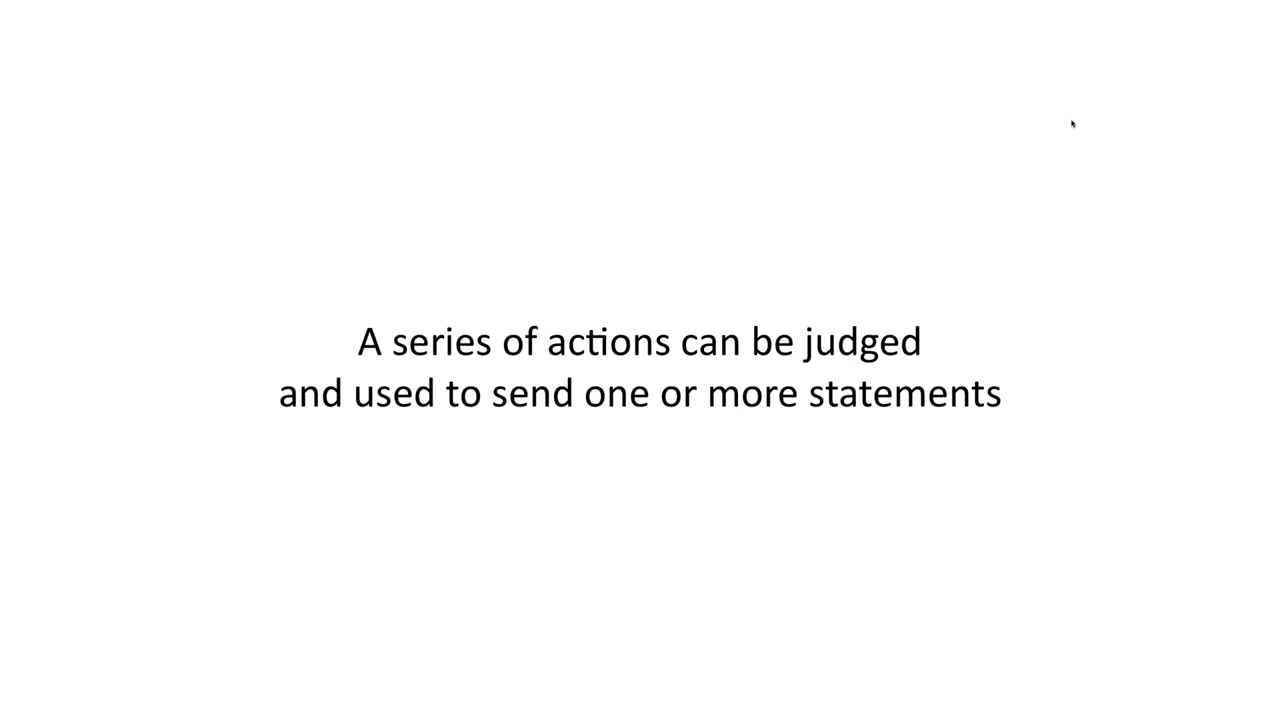 A series of actions can be judged
and used to send one or more statements